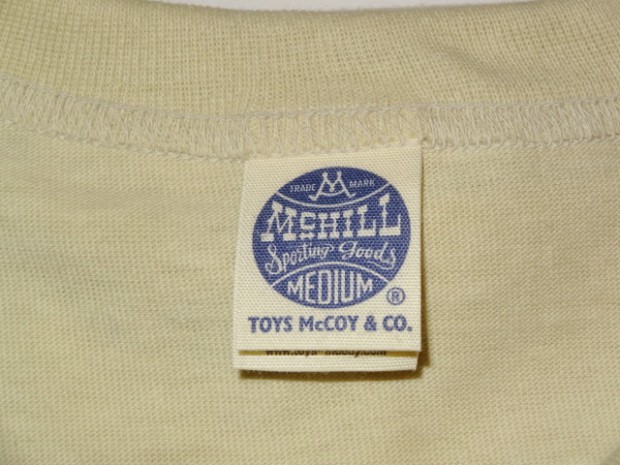 TRADE M MARK
McHILL
Sporting Goods
MEDIUM ®
TOYS McCOY & CO.